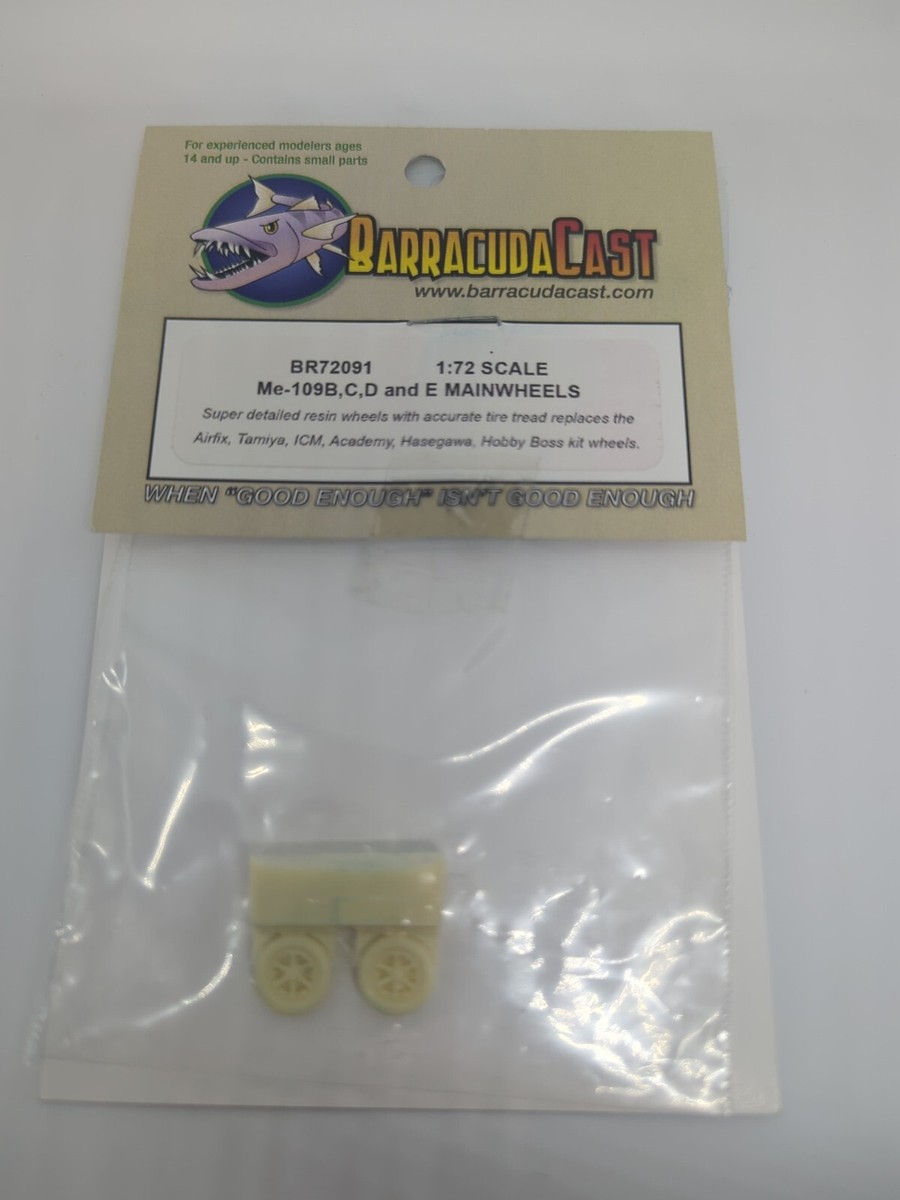 For experienced modelers ages
14 and up - Contains small parts
BARRACUDACAST
www.barracudacast.com
BR72091 1:72 SCALE
Me-109B,C,D and E MAINWHEELS
Super detailed resin wheels with accurate tire tread replaces the
Airfix, Tamiya, ICM, Academy, Hasegawa, Hobby Boss kit wheels.
WHEN "GOOD ENOUGH" ISN'T GOOD ENOUGH